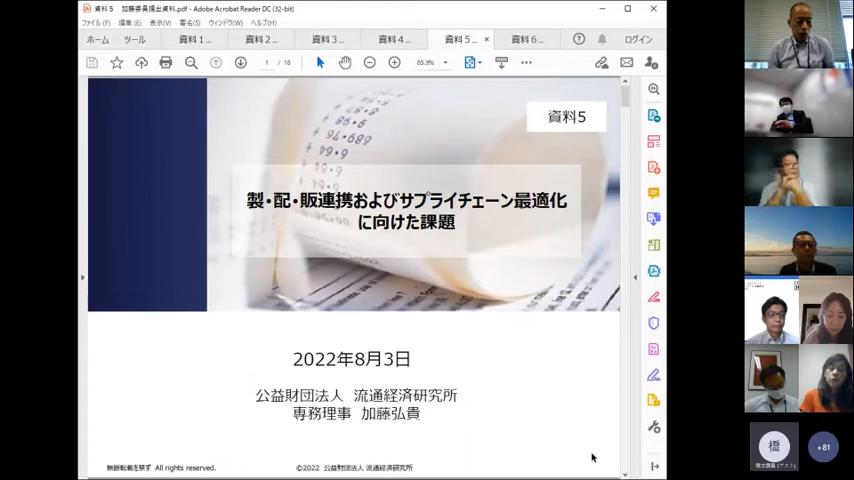 資料5 加藤委員提出資料.pdf - Adobe Acrobat Reader DC (32-bit)
ファイル(F) 編集(E) 表示(V) 署名(S) ウィンドウ(W) ヘルプ(H)
ホーム ツール 資料1... 資料2... 資料3... 資料4... 資料5... × 資料6... ログイン
1 / 18 85.9%
資料5
製・配・販連携およびサプライチェーン最適化
に向けた課題
2022年8月3日
公益財団法人 流通経済研究所
専務理事 加藤弘貴
無断転載を禁ず All rights reserved. ©2022 公益財団法人 流通経済研究所
橋
+81